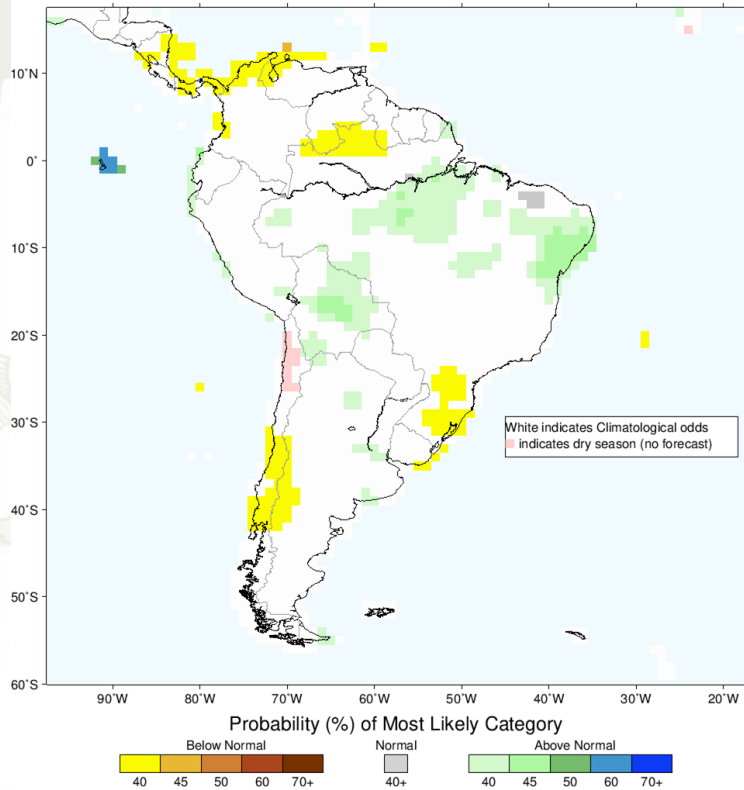 10°N
0°
10°S
20°S
30°S
40°S
50°S
60°S
90°W
80°W
70°W
60°W
50°W
40°W
30°W
20°W
White indicates Climatological odds
indicates dry season (no forecast)
Probability (%) of Most Likely Category
Below Normal
Normal
Above Normal
40
45
50
60
70+
40+
40
45
50
60
70+